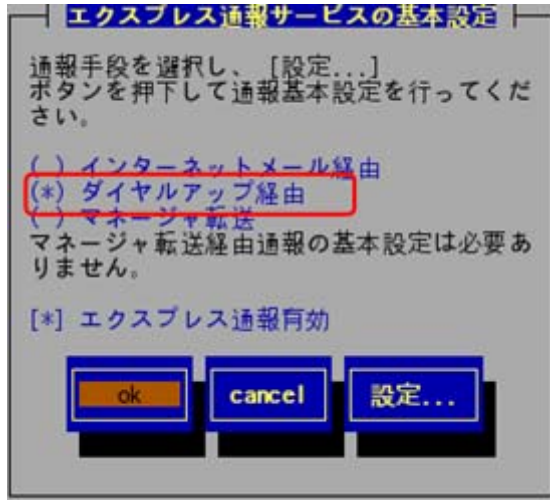 エクスプレス通報サービスの基本設定
通報手段を選択し、 [設定...]
ボタンを押下して通報基本設定を行ってくだ
さい。
( ) インターネットメール経由
(*) ダイヤルアップ経由
( ) マネージャ転送
マネージャ転送経由通報の基本設定は必要あ
りません。
[*] エクスプレス通報有効
ok cancel 設定...